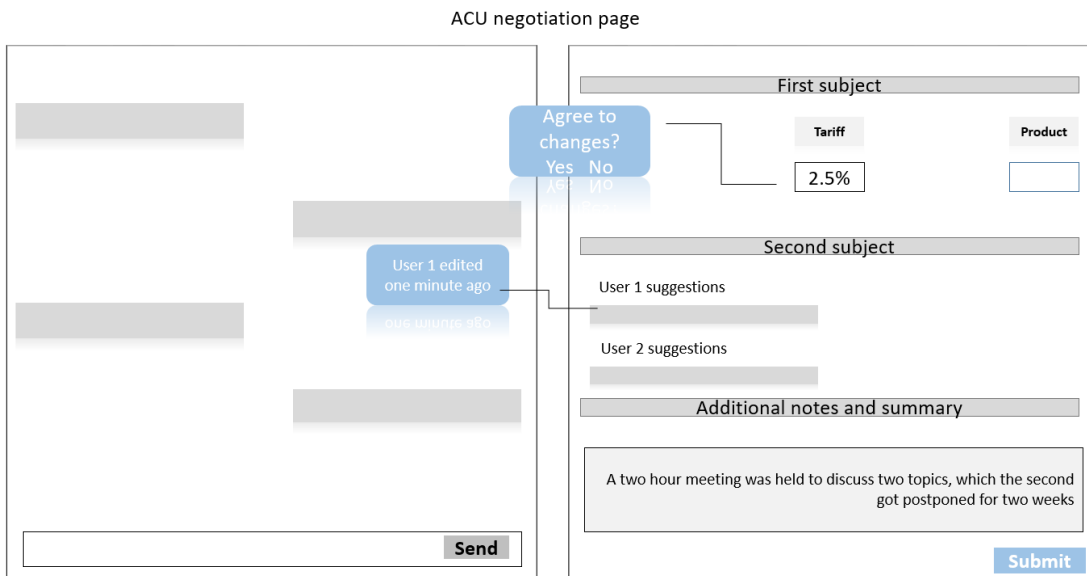 ACU negotiation page
First subject
Agree to
changes?
Yes No
Tariff
Product
2.5%
Second subject
User 1 edited
one minute ago
User 1 suggestions
User 2 suggestions
Additional notes and summary
A two hour meeting was held to discuss two topics, which the second
got postponed for two weeks
Send
Submit